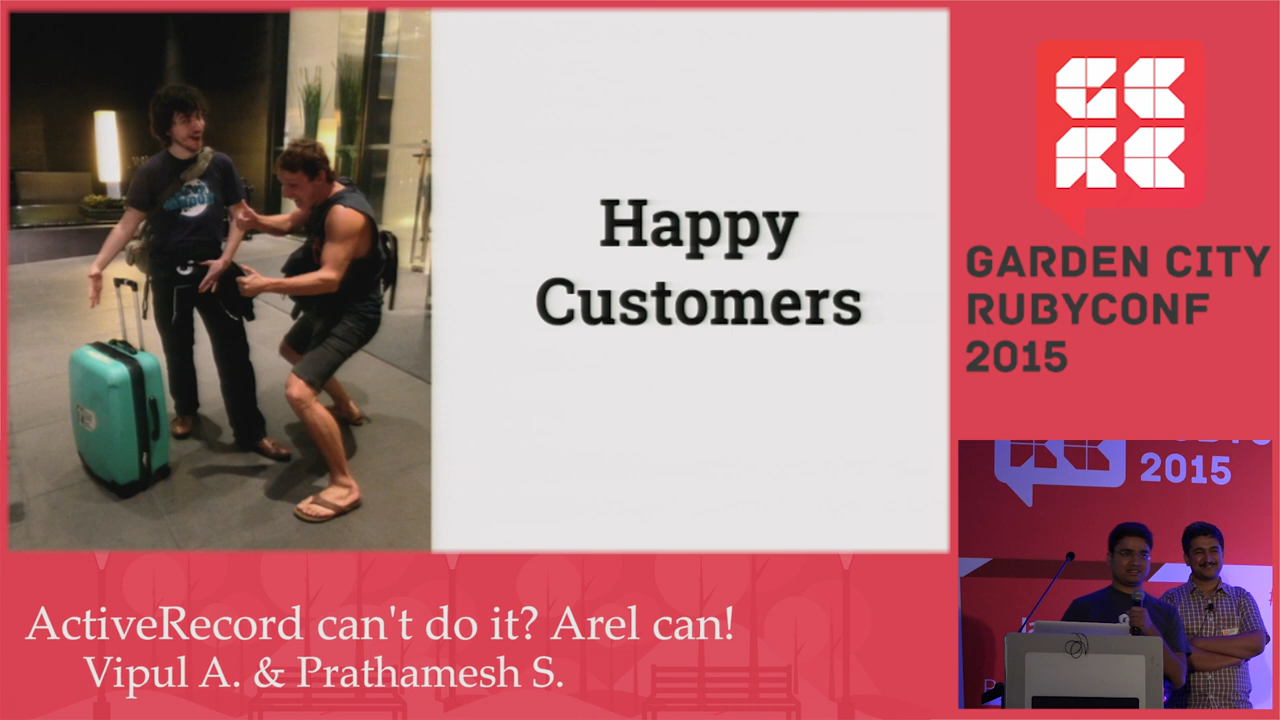 Happy
Customers
GARDEN CITY
RUBYCONF
2015
2015
ActiveRecord can't do it? Arel can!
Vipul A. & Prathamesh S.